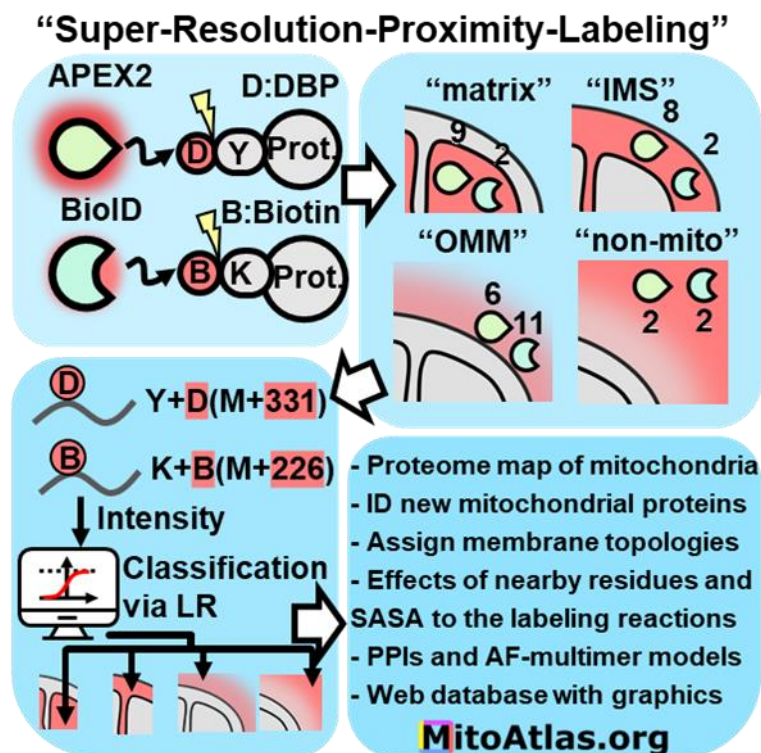 “Super-Resolution-Proximity-Labeling”
APEX2
D:DBP
D Y Prot.
BioID
B:Biotin
B K Prot.
“matrix”
9
2
“IMS”
8
2
“OMM”
6
11
“non-mito”
2 2
D
Y+D(M+331)
B
K+B(M+226)
Intensity
Classification
via LR
- Proteome map of mitochondria
- ID new mitochondrial proteins
- Assign membrane topologies
- Effects of nearby residues and
SASA to the labeling reactions
- PPIs and AF-multimer models
- Web database with graphics
MitoAtlas.org